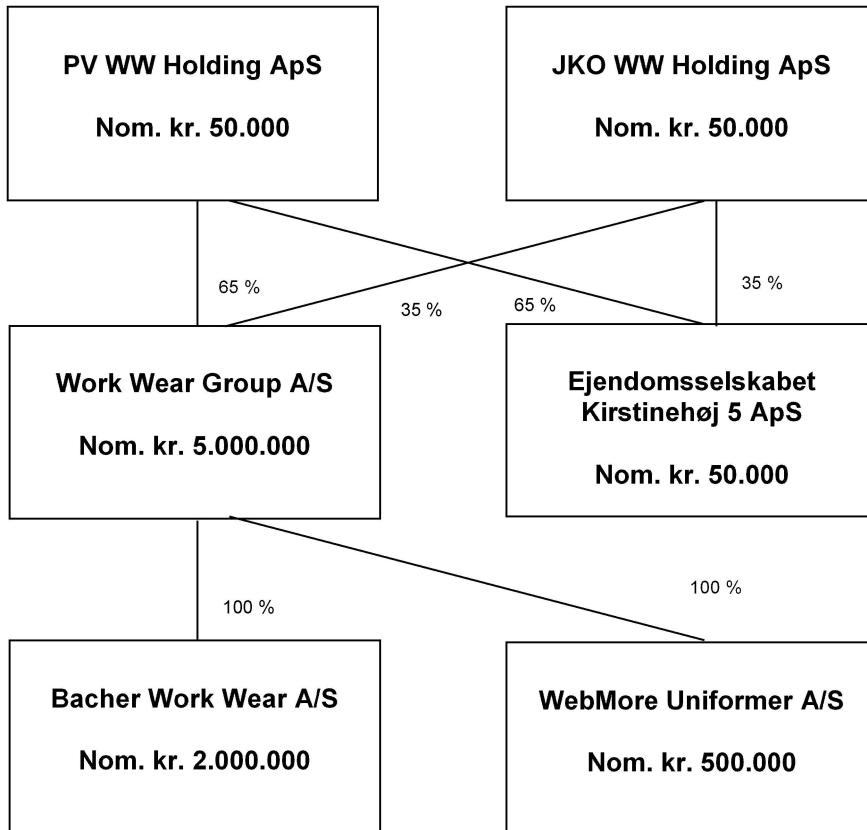 PV WW Holding ApS
Nom. kr. 50.000
JKO WW Holding ApS
Nom. kr. 50.000
65 %
35 %
65 %
35 %
Work Wear Group A/S
Nom. kr. 5.000.000
Ejendomsselskabet
Kirstinehøj 5 ApS
Nom. kr. 50.000
100 %
100 %
Bacher Work Wear A/S
Nom. kr. 2.000.000
WebMore Uniformer A/S
Nom. kr. 500.000